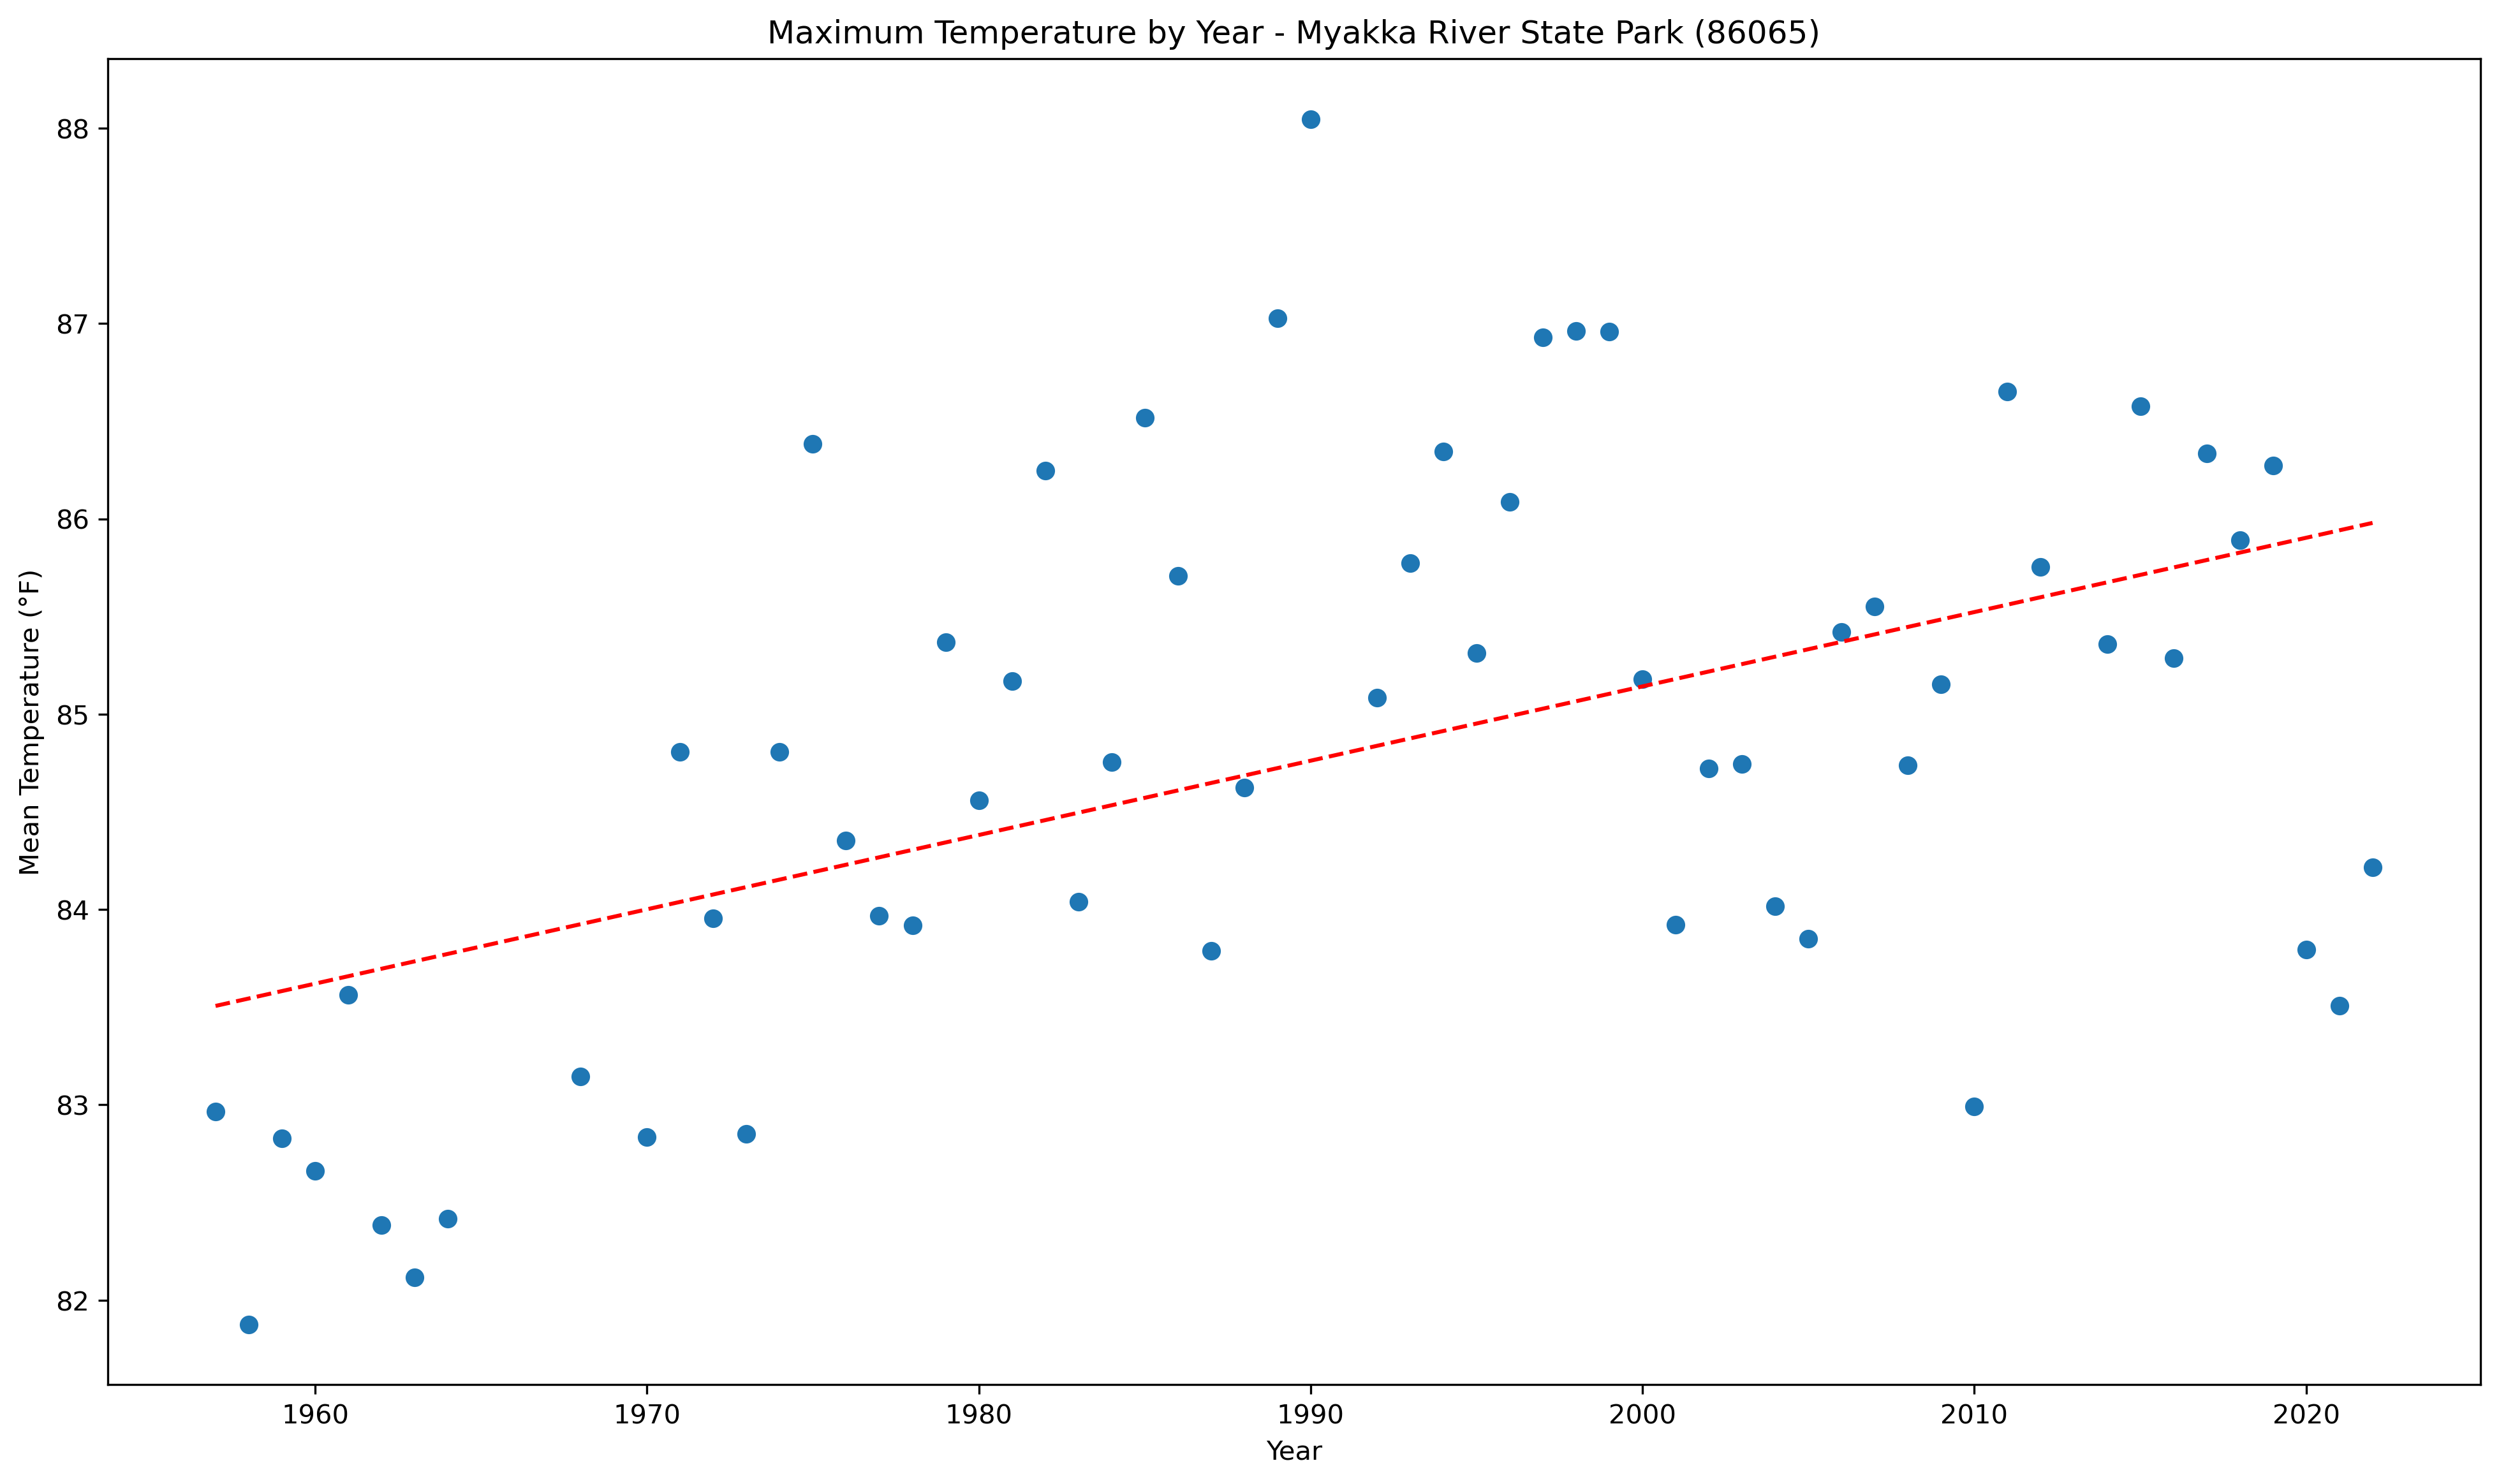 Maximum Temperature by Year - Myakka River State Park (86065)
88
87
86
85
84
83
82
Mean Temperature (°F)
1960 1970 1980 1990 2000 2010 2020
Year